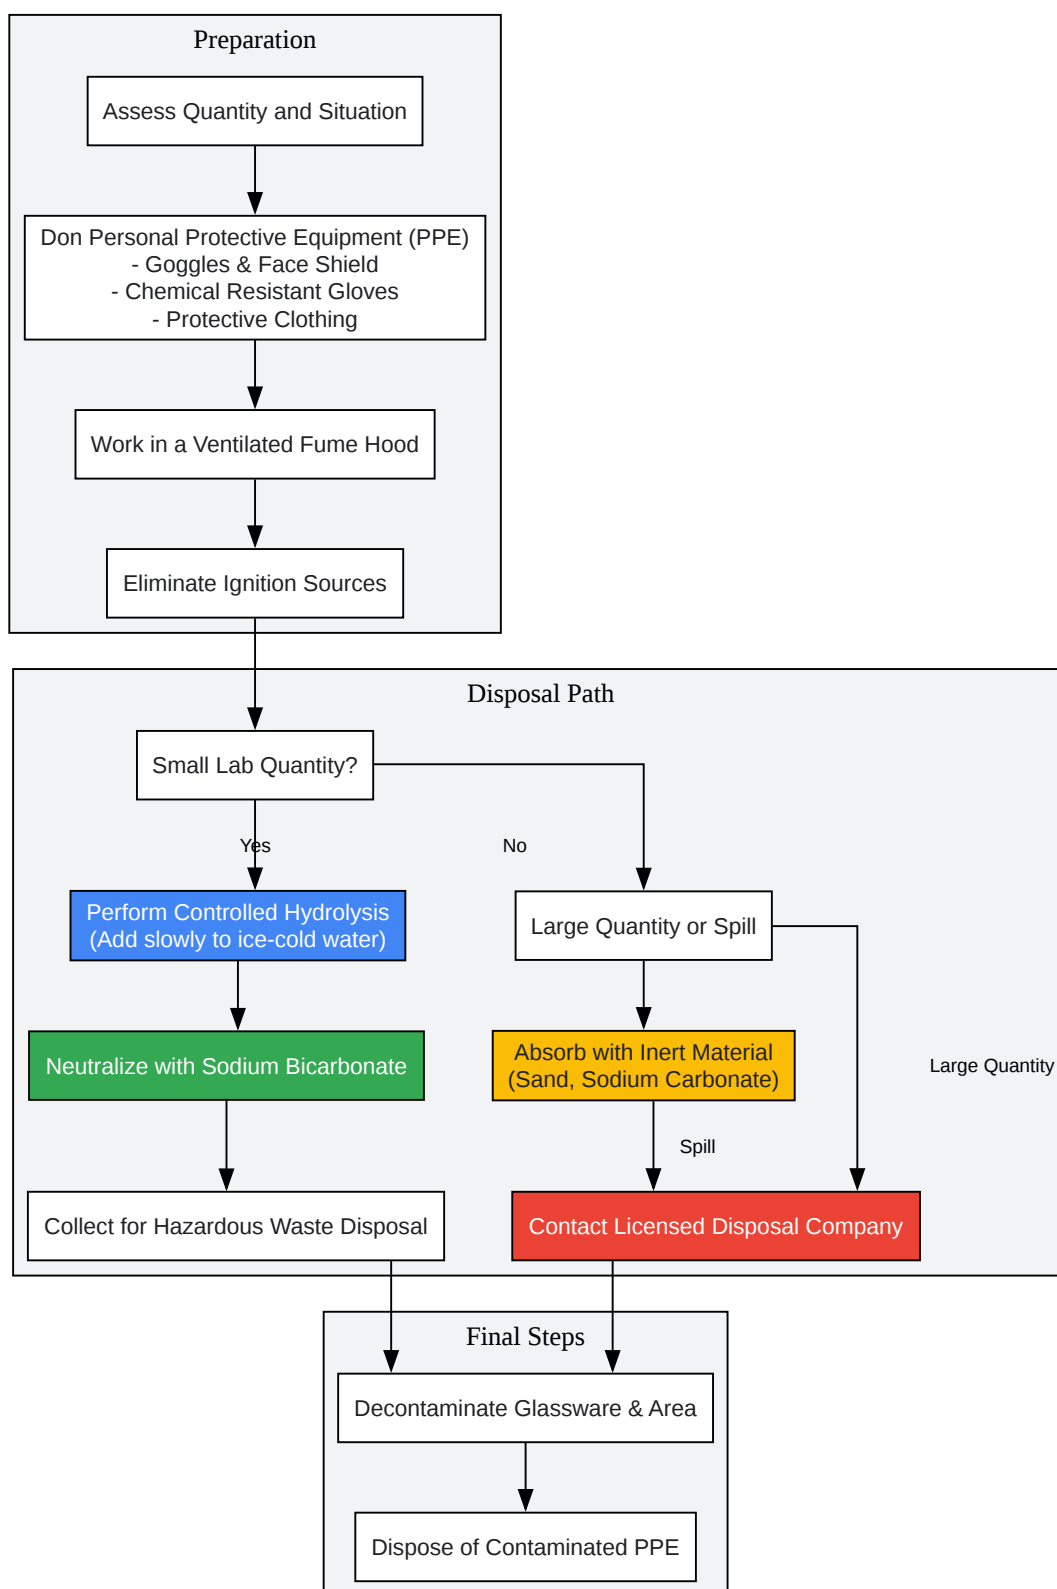 Preparation
Assess Quantity and Situation
Don Personal Protective Equipment (PPE)
- Goggles & Face Shield
- Chemical Resistant Gloves
- Protective Clothing
Work in a Ventilated Fume Hood
Eliminate Ignition Sources
Disposal Path
Small Lab Quantity?
Yes
No
Perform Controlled Hydrolysis
(Add slowly to ice-cold water)
Large Quantity or Spill
Neutralize with Sodium Bicarbonate
Absorb with Inert Material
(Sand, Sodium Carbonate)
Large Quantity
Spill
Collect for Hazardous Waste Disposal
Contact Licensed Disposal Company
Final Steps
Decontaminate Glassware & Area
Dispose of Contaminated PPE